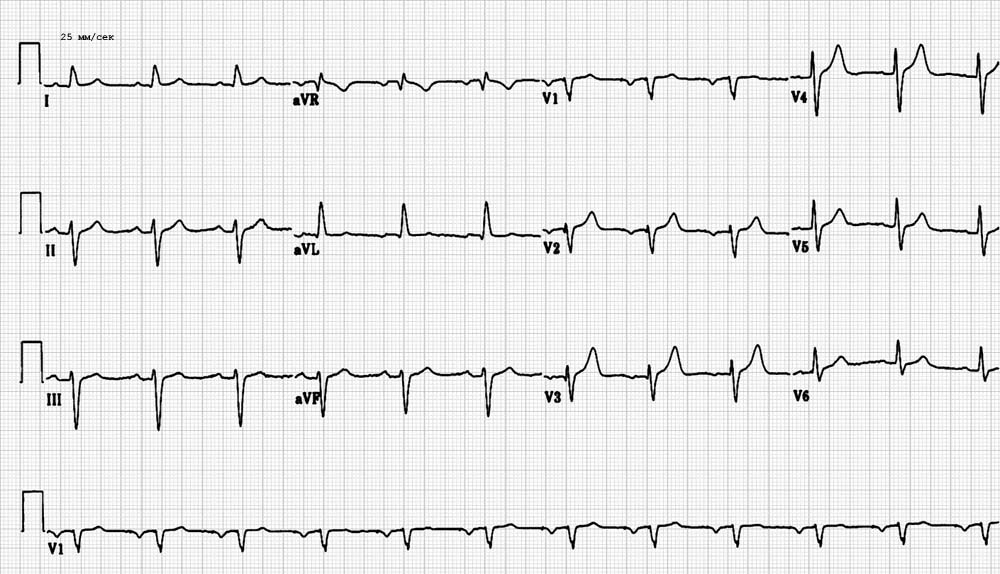 25 мм/сек
I aVR V1 V4
II aVL V2 V5
III aVF V3 V6
V1